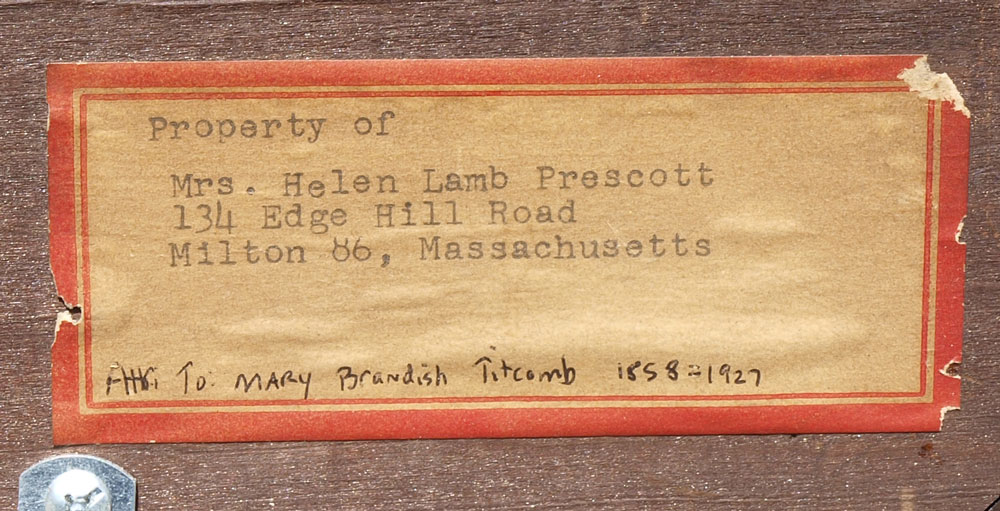 Property of
Mrs. Helen Lamb Prescott
134 Edge Hill Road
Milton 86, Massachusetts
To: MARY Brandish Titcomb 1858-1927